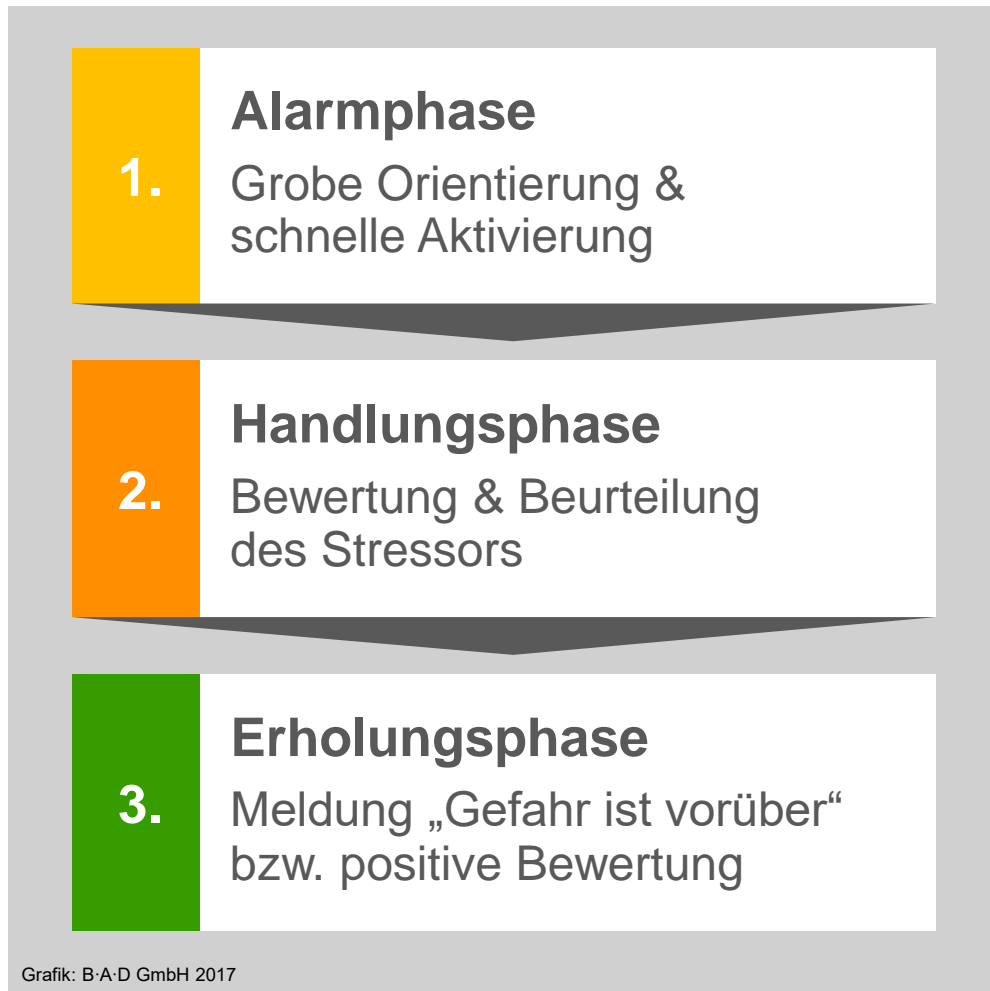 1.
Alarmphase
Grobe Orientierung &
schnelle Aktivierung
2.
Handlungsphase
Bewertung & Beurteilung
des Stressors
3.
Erholungsphase
Meldung „Gefahr ist vorüber“
bzw. positive Bewertung
Grafik: B·A·D GmbH 2017